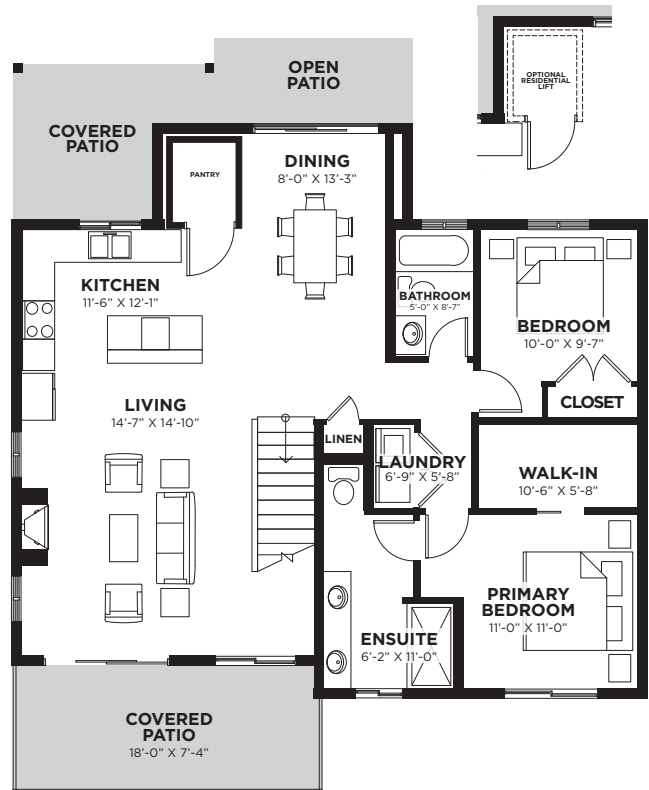 OPEN
PATIO
OPTIONAL
RESIDENTIAL
LIFT
COVERED
PATIO
DINING
8'-0" X 13'-3"
PANTRY
KITCHEN
11'-6" X 12'-1"
BATHROOM
5'-0" X 8'-7"
BEDROOM
10'-0" X 9'-7"
CLOSET
LIVING
14'-7" X 14'-10"
LINEN
LAUNDRY
6'-9" X 5'-8"
WALK-IN
10'-6" X 5'-8"
PRIMARY
BEDROOM
11'-0" X 11'-0"
ENSUITE
6'-2" X 11'-0"
COVERED
PATIO
18'-0" X 7'-4"